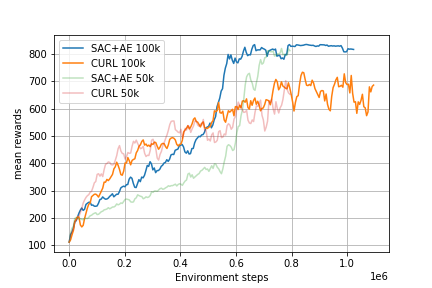 SAC+AE 100k
CURL 100k
SAC+AE 50k
CURL 50k
mean rewards
800
700
600
500
400
300
200
100
0.0 0.2 0.4 0.6 0.8 1.0
Environment steps
1e6